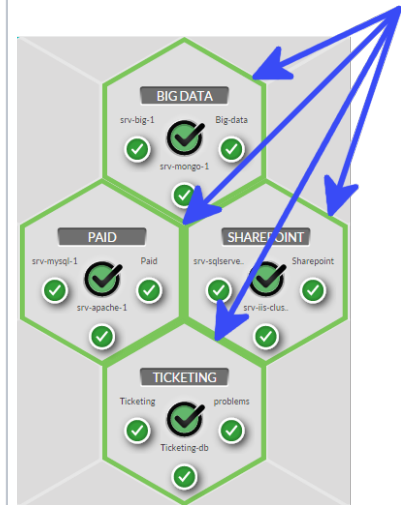 BIG DATA
srv-big-1 Big-data
srv-mongo-1
PAID SHAREPOINT
srv-mysql-1 Paid srv-sqlserve.. Sharepoint
srv-apache-1 srv-iis-clus..
TICKETING
Ticketing problems
Ticketing-db